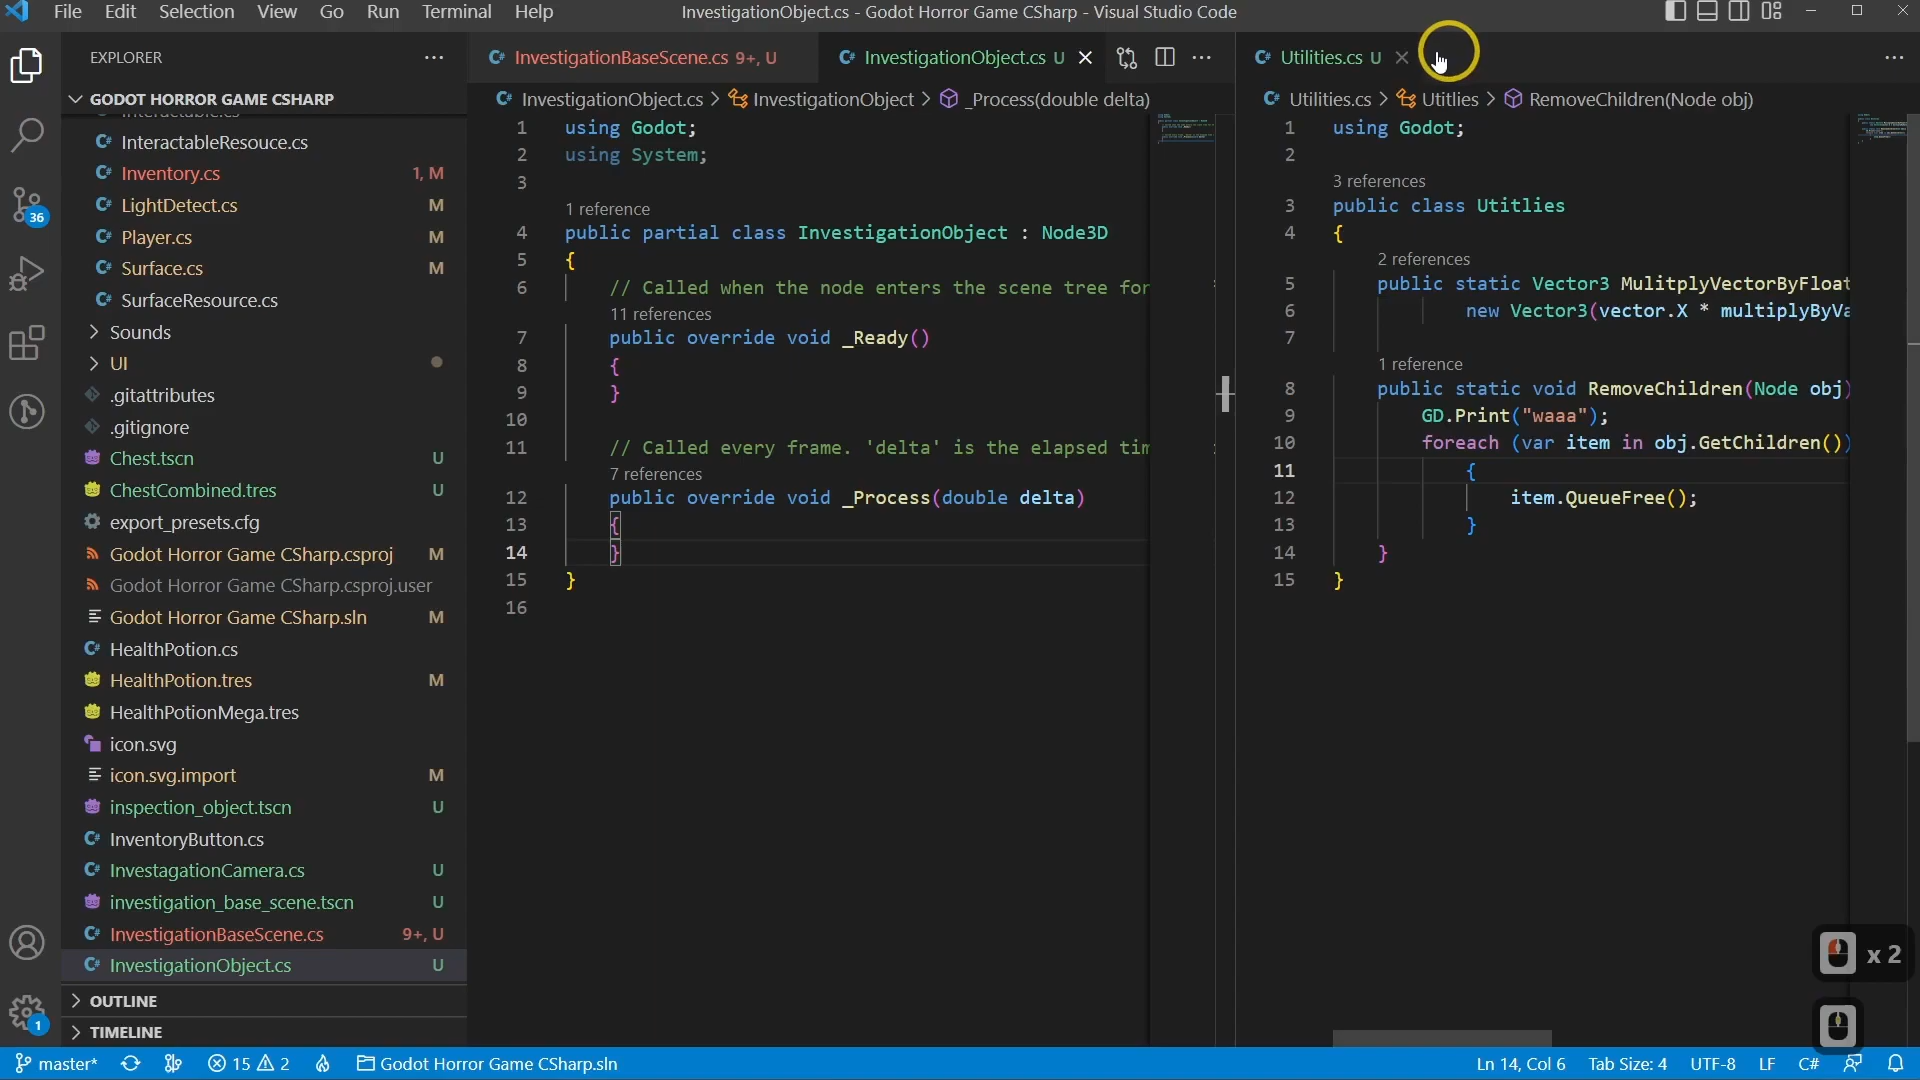 File Edit Selection View Go Run Terminal Help
InvestigationObject.cs - Godot Horror Game CSharp - Visual Studio Code
EXPLORER
GODOT HORROR GAME CSHARP
Interactable.cs
InteractableResouce.cs
Inventory.cs 1, M
LightDetect.cs M
Player.cs M
Surface.cs M
SurfaceResource.cs
Sounds
UI
.gitattributes
.gitignore
Chest.tscn U
ChestCombined.tres U
export_presets.cfg
Godot Horror Game CSharp.csproj M
Godot Horror Game CSharp.csproj.user
Godot Horror Game CSharp.sln M
HealthPotion.cs
HealthPotion.tres M
HealthPotionMega.tres
icon.svg
icon.svg.import M
inspection_object.tscn U
InventoryButton.cs
InvestagationCamera.cs U
investigation_base_scene.tscn U
InvestigationBaseScene.cs 9+, U
InvestigationObject.cs U
OUTLINE
TIMELINE
36
1
InvestigationBaseScene.cs 9+, U
InvestigationObject.cs U
InvestigationObject.cs > InvestigationObject > _Process(double delta)
1 using Godot;
2 using System;
3
1 reference
4 public partial class InvestigationObject : Node3D
5 {
6 // Called when the node enters the scene tree for
11 references
7 public override void _Ready()
8 {
9 }
10
11 // Called every frame. 'delta' is the elapsed tim
7 references
12 public override void _Process(double delta)
13 {
14 }
15 }
16
Utilities.cs U
Utilities.cs > Utitlies > RemoveChildren(Node obj)
1 using Godot;
2
3 references
3 public class Utitlies
4 {
2 references
5 public static Vector3 MulitplyVectorByFloat
6 new Vector3(vector.X * multiplyByVa
7
1 reference
8 public static void RemoveChildren(Node obj)
9 GD.Print("waaa");
10 foreach (var item in obj.GetChildren())
11 {
12 item.QueueFree();
13 }
14 }
15 }
x 2
master* 15 2 Godot Horror Game CSharp.sln
Ln 14, Col 6 Tab Size: 4 UTF-8 LF C#